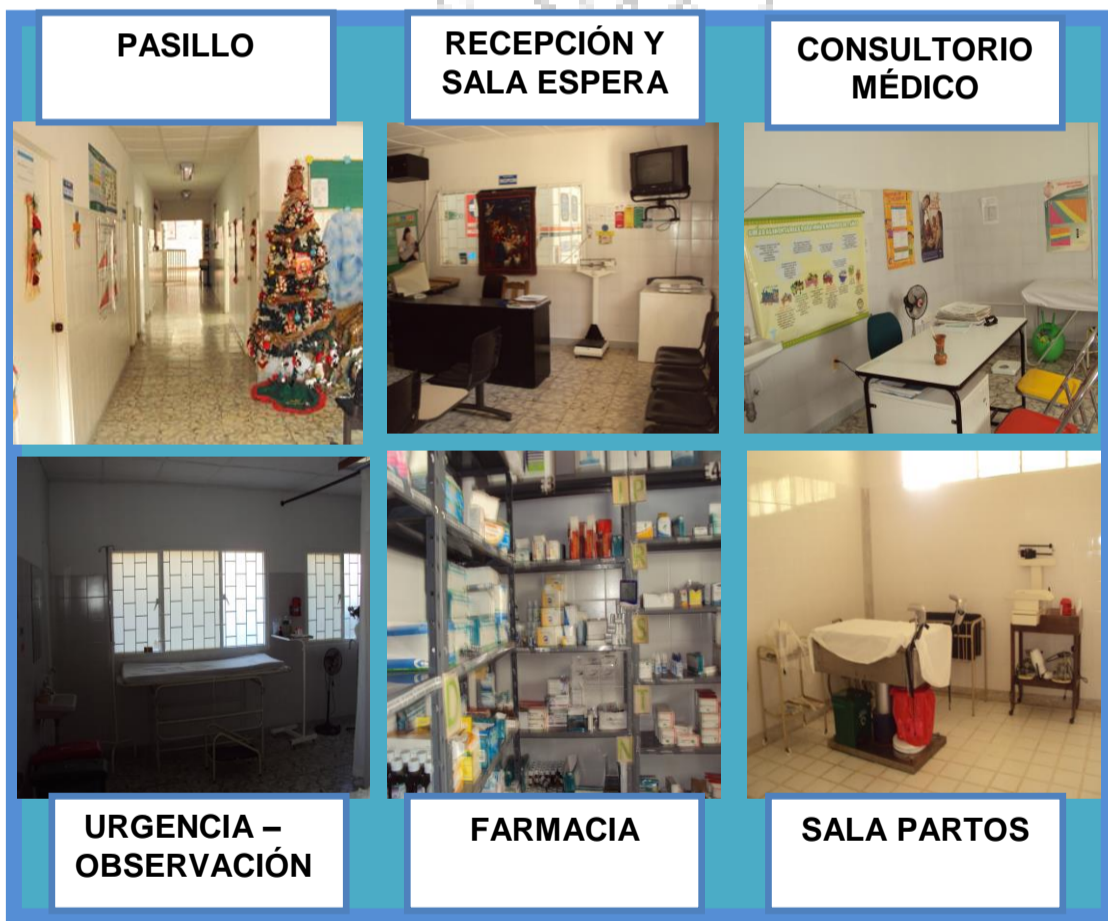 PASILLO
RECEPCIÓN Y
SALA ESPERA
CONSULTORIO
MÉDICO
URGENCIA –
OBSERVACIÓN
FARMACIA
SALA PARTOS